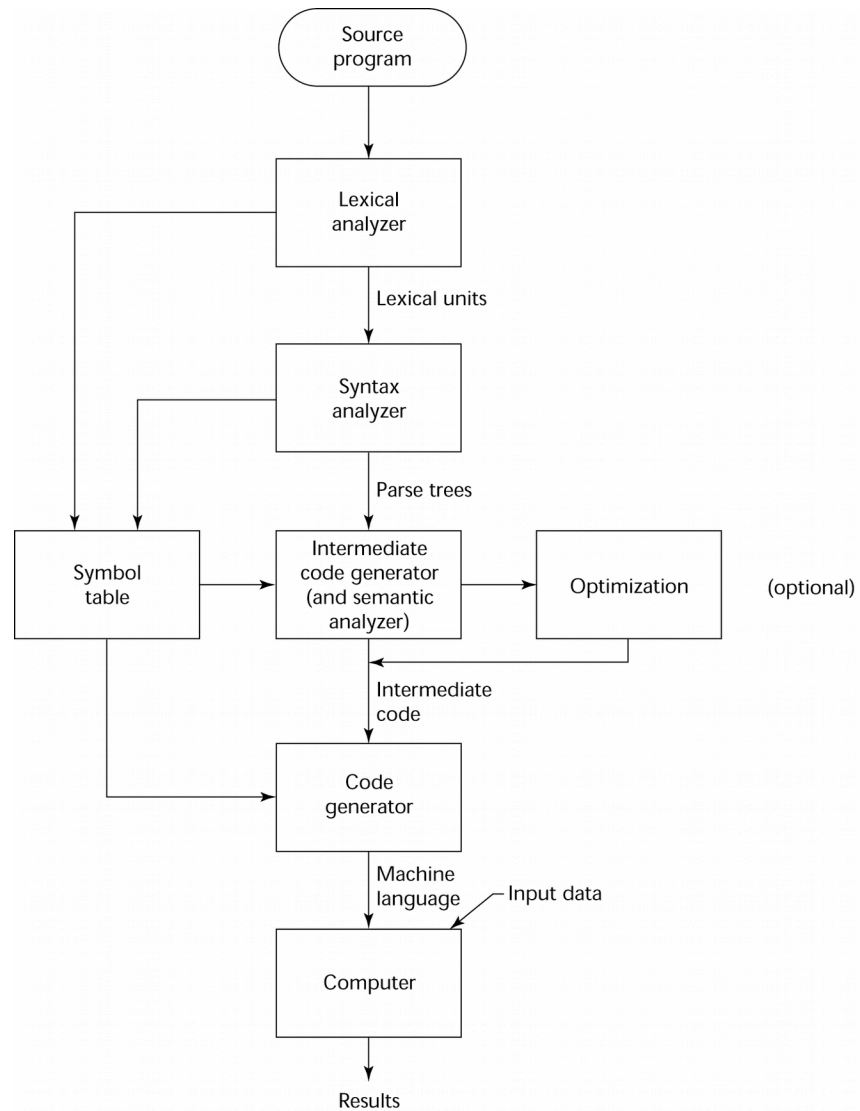 Source
program
Lexical
analyzer
Lexical units
Syntax
analyzer
Parse trees
Symbol
table
Intermediate
code generator
(and semantic
analyzer)
Optimization
(optional)
Intermediate
code
Code
generator
Machine
language
Input data
Computer
Results